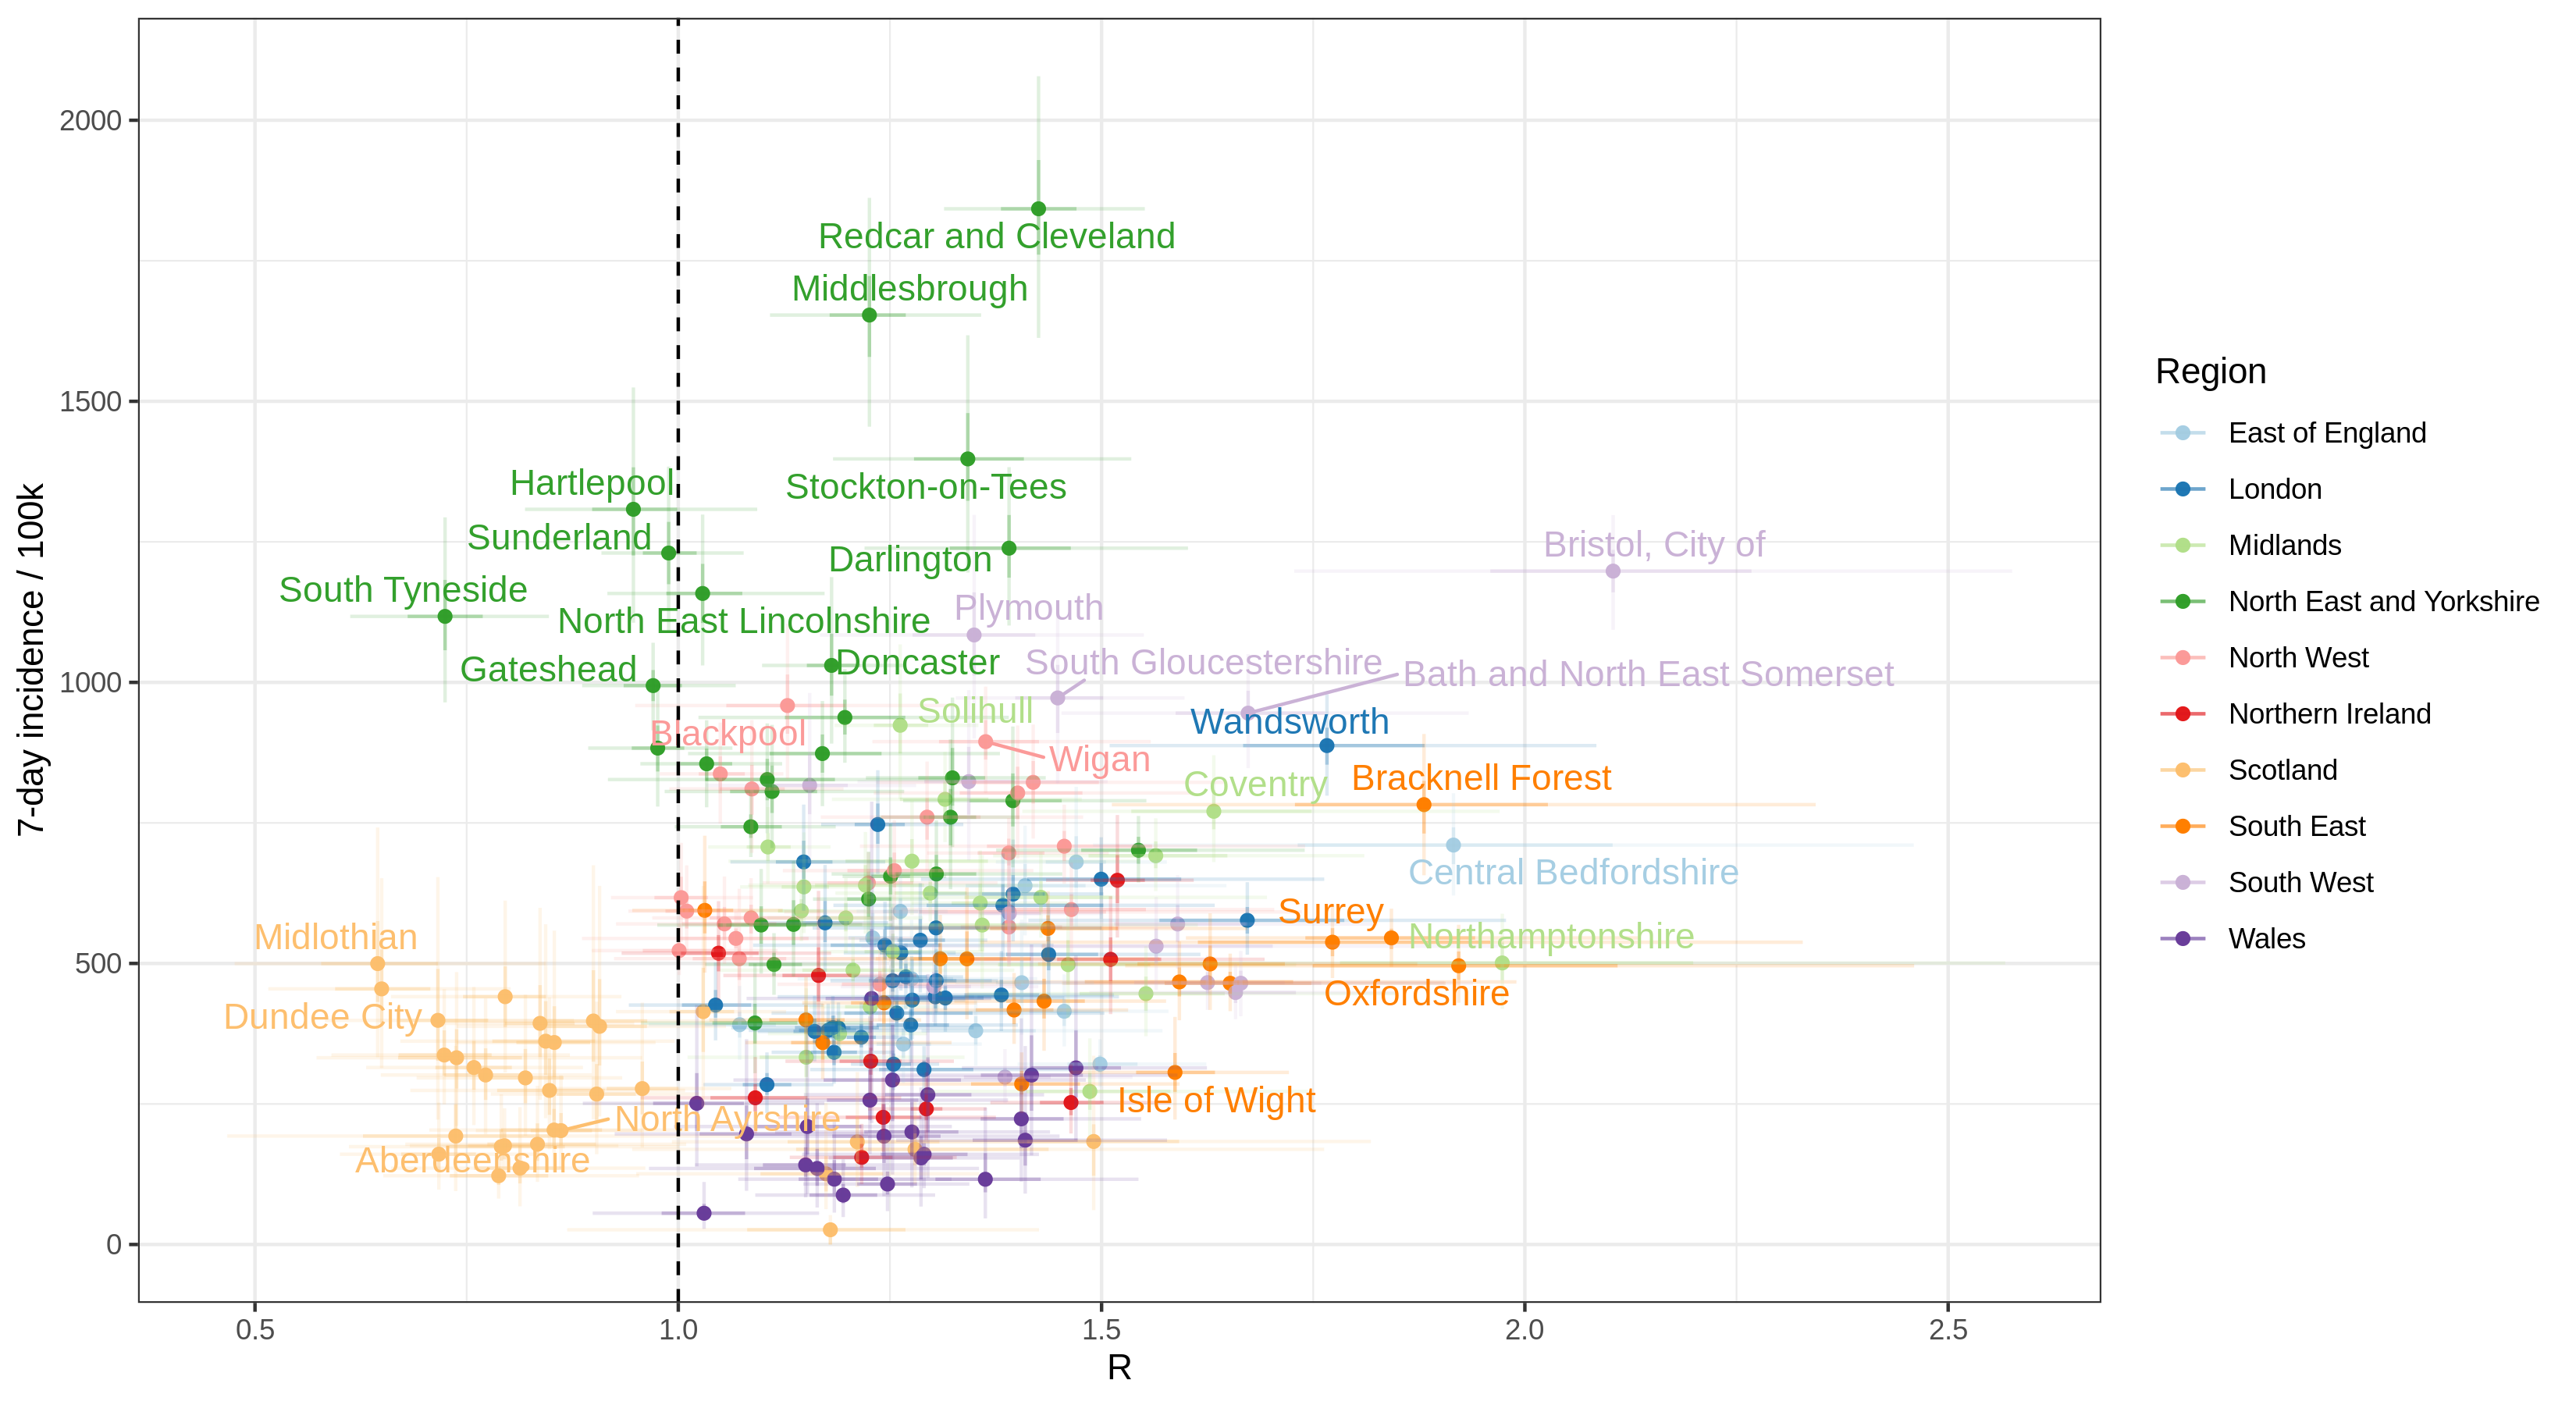 2000
1500
1000
500
0
7-day incidence / 100k
Redcar and Cleveland
Middlesbrough
Hartlepool
Stockton-on-Tees
Sunderland
Darlington
Bristol, City of
South Tyneside
Plymouth
North East Lincolnshire
Gateshead
Doncaster
South Gloucestershire
Bath and North East Somerset
Solihull
Wandsworth
Blackpool
Wigan
Coventry
Bracknell Forest
Central Bedfordshire
Surrey
Midlothian
Northamptonshire
Oxfordshire
Dundee City
Isle of Wight
North Ayrshire
Aberdeenshire
0.5
1.0
1.5
2.0
2.5
R
Region
East of England
London
Midlands
North East and Yorkshire
North West
Northern Ireland
Scotland
South East
South West
Wales